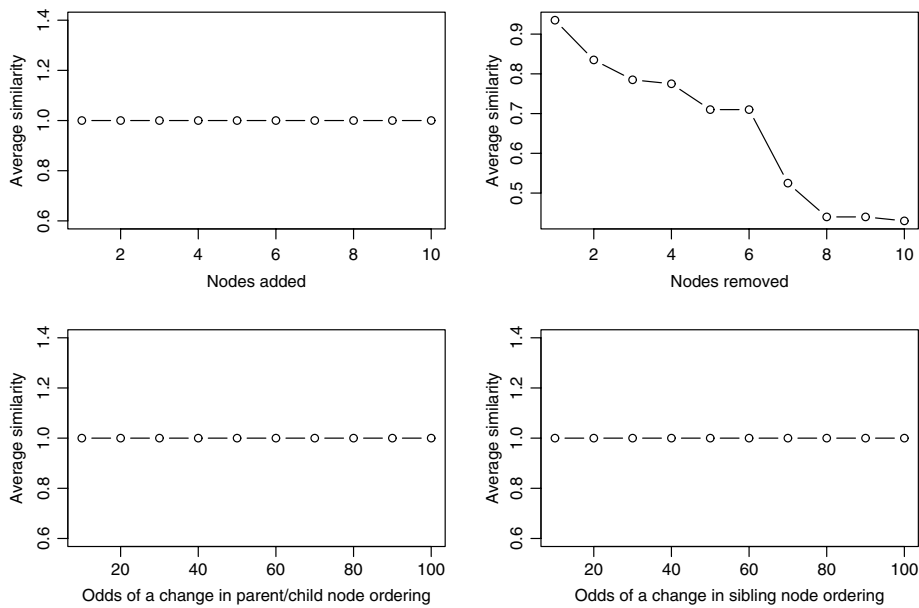 Average similarity
0.6 0.8 1.0 1.2 1.4
2 4 6 8 10
Nodes added
Average similarity
0.5 0.6 0.7 0.8 0.9
2 4 6 8 10
Nodes removed
Average similarity
0.6 0.8 1.0 1.2 1.4
20 40 60 80 100
Odds of a change in parent/child node ordering
Average similarity
0.6 0.8 1.0 1.2 1.4
20 40 60 80 100
Odds of a change in sibling node ordering